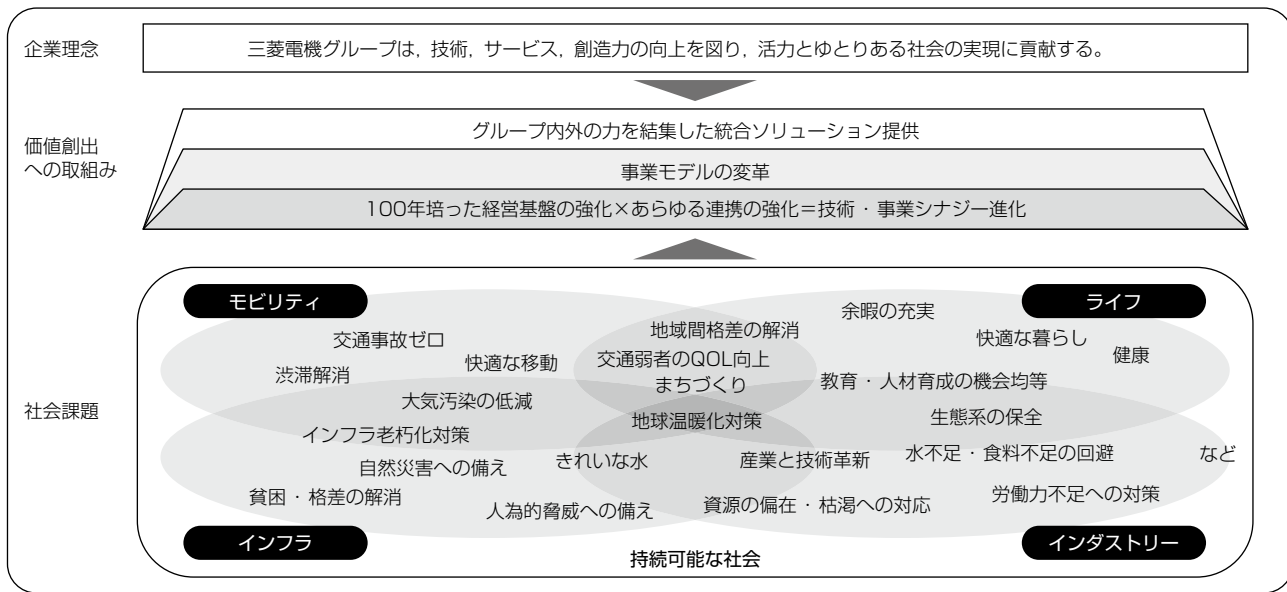 企業理念
三菱電機グループは，技術，サービス，創造力の向上を図り，活力とゆとりある社会の実現に貢献する。
価値創出
への取組み
グループ内外の力を結集した統合ソリューション提供
事業モデルの変革
100年培った経営基盤の強化×あらゆる連携の強化＝技術・事業シナジー進化
社会課題
モビリティ
ライフ
余暇の充実
地域間格差の解消
交通事故ゼロ
快適な暮らし
健康
快適な移動
交通弱者のQOL向上
まちづくり
渋滞解消
教育・人材育成の機会均等
大気汚染の低減
地球温暖化対策
生態系の保全
インフラ老朽化対策
自然災害への備え
きれいな水
産業と技術革新
水不足・食料不足の回避
など
貧困・格差の解消
人為的脅威への備え
資源の偏在・枯渇への対応
労働力不足への対策
インフラ
インダストリー
持続可能な社会